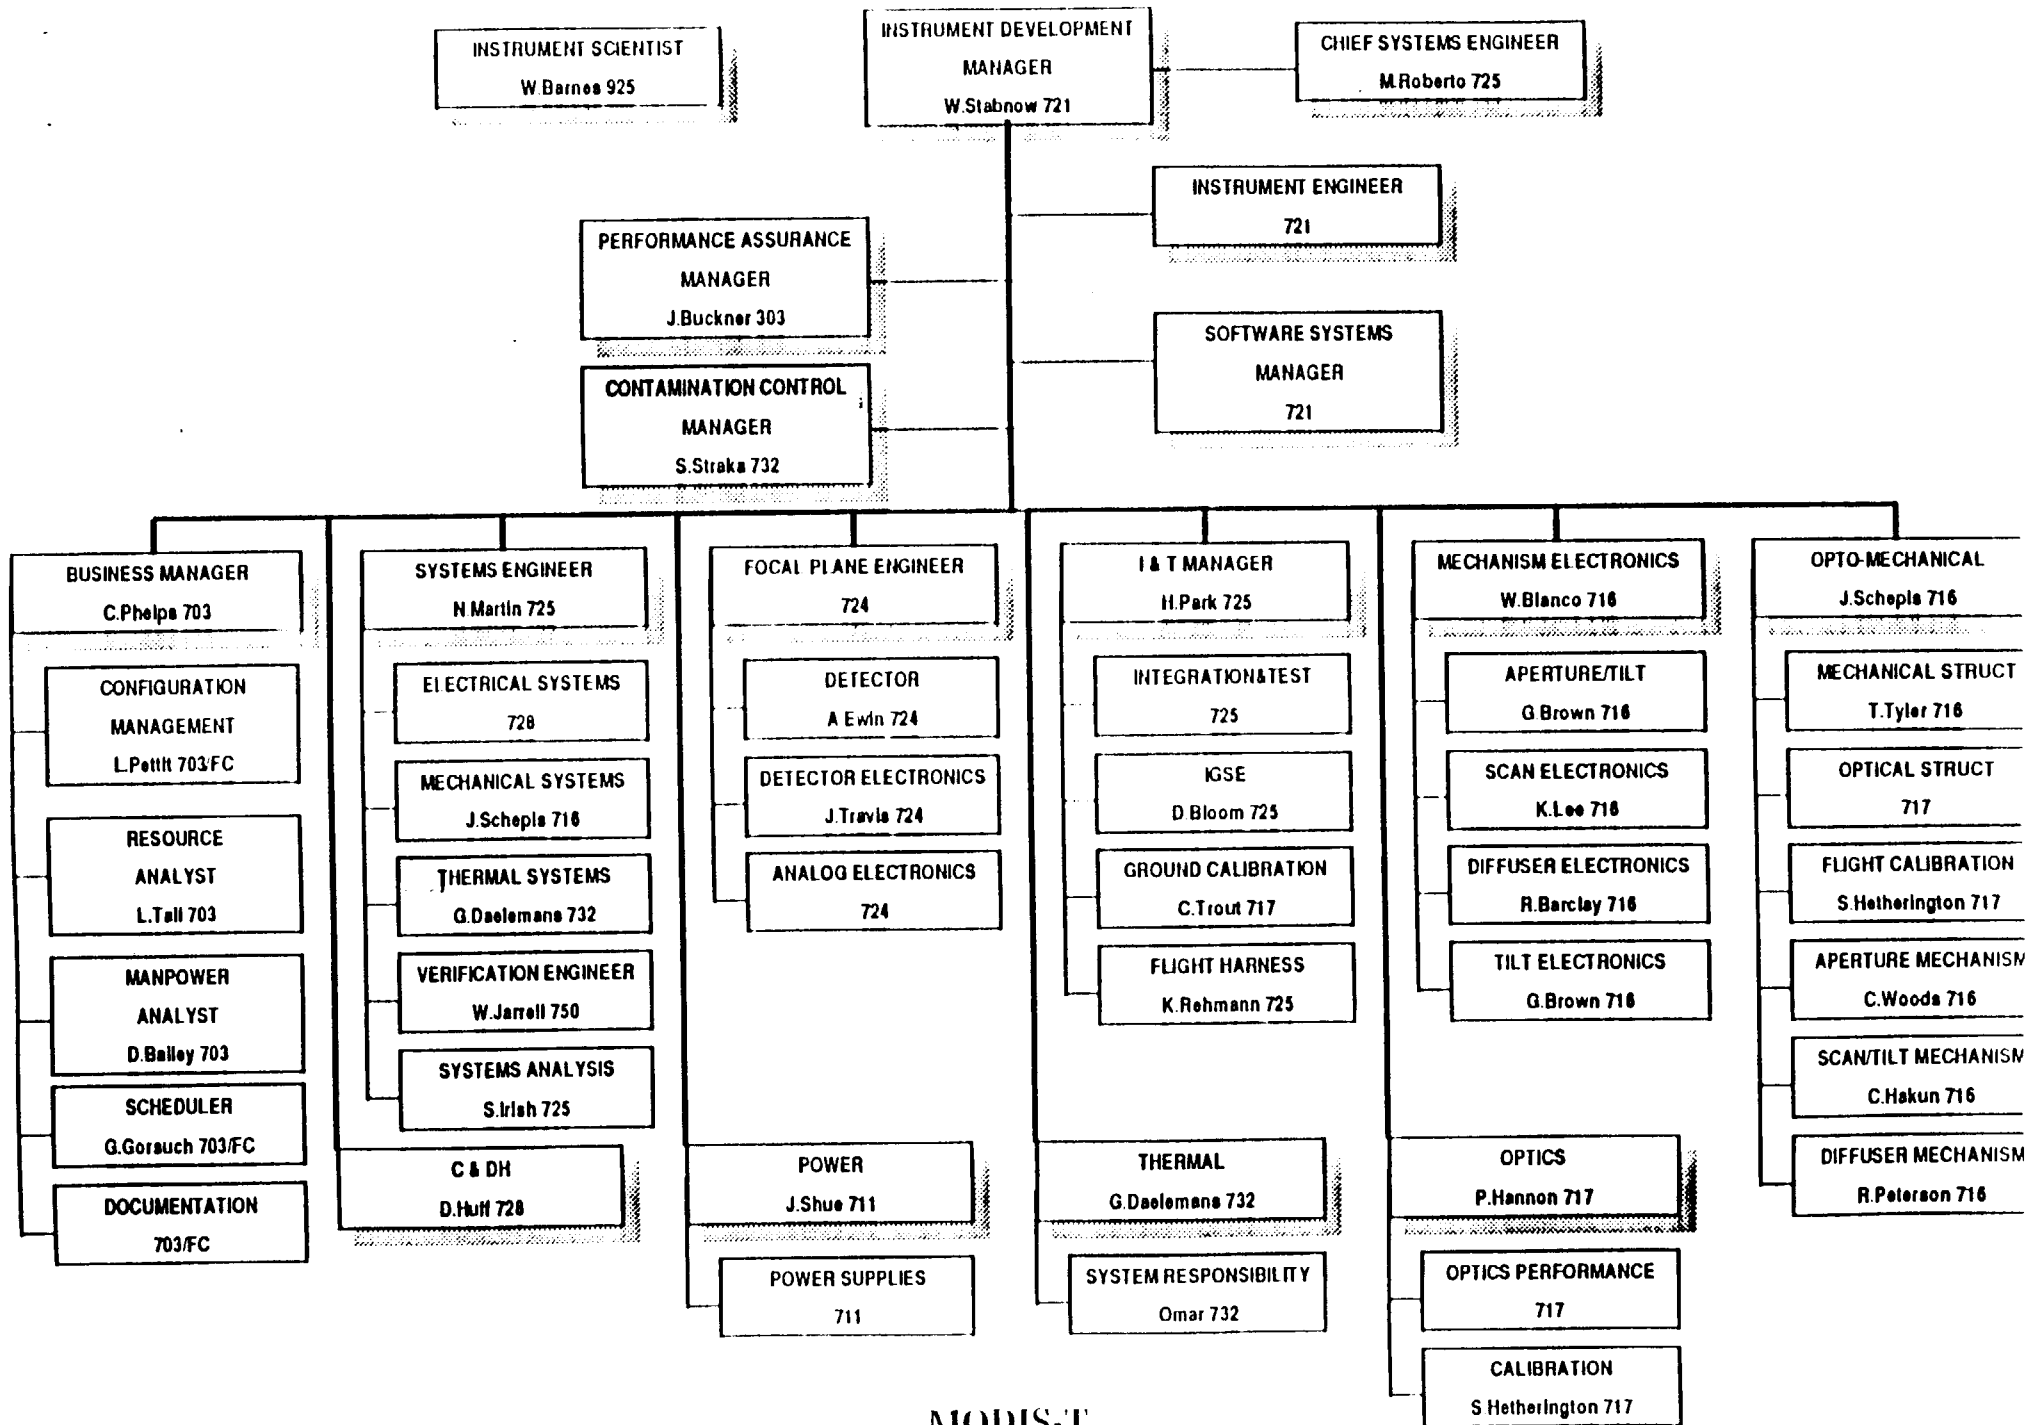 INSTRUMENT SCIENTIST
W.Barnes 925
INSTRUMENT DEVELOPMENT
MANAGER
W.Stabnow 721
CHIEF SYSTEMS ENGINEER
M.Roberto 725
INSTRUMENT ENGINEER
721
PERFORMANCE ASSURANCE
MANAGER
J.Buckner 303
SOFTWARE SYSTEMS
MANAGER
721
CONTAMINATION CONTROL
MANAGER
S.Straka 732
BUSINESS MANAGER
C.Phelps 703
CONFIGURATION
MANAGEMENT
L.Pettit 703/FC
RESOURCE
ANALYST
L.Tall 703
MANPOWER
ANALYST
D.Bailey 703
SCHEDULER
G.Gorsuch 703/FC
DOCUMENTATION
703/FC
SYSTEMS ENGINEER
N.Martin 725
ELECTRICAL SYSTEMS
728
MECHANICAL SYSTEMS
J.Schepis 716
THERMAL SYSTEMS
G.Daelemans 732
VERIFICATION ENGINEER
W.Jarrell 750
SYSTEMS ANALYSIS
S.Irish 725
C & DH
D.Huff 728
FOCAL PLANE ENGINEER
724
DETECTOR
A Ewin 724
DETECTOR ELECTRONICS
J.Travis 724
ANALOG ELECTRONICS
724
POWER
J.Shue 711
POWER SUPPLIES
711
I & T MANAGER
H.Park 725
INTEGRATION&TEST
725
IGSE
D.Bloom 725
GROUND CALIBRATION
C.Trout 717
FLIGHT HARNESS
K.Rehmann 725
THERMAL
G.Daelemans 732
SYSTEM RESPONSIBILITY
Omar 732
MECHANISM ELECTRONICS
W.Blanco 716
APERTURE/TILT
G.Brown 716
SCAN ELECTRONICS
K.Lee 716
DIFFUSER ELECTRONICS
R.Barclay 716
TILT ELECTRONICS
G.Brown 716
OPTICS
P.Hannon 717
OPTICS PERFORMANCE
717
CALIBRATION
S Hetherington 717
OPTO-MECHANICAL
J.Schepis 716
MECHANICAL STRUCT
T.Tyler 716
OPTICAL STRUCT
717
FLIGHT CALIBRATION
S.Hetherington 717
APERTURE MECHANISM
C.Woods 716
SCAN/TILT MECHANISM
C.Hakun 716
DIFFUSER MECHANISM
R.Peterson 716
MODIS-T